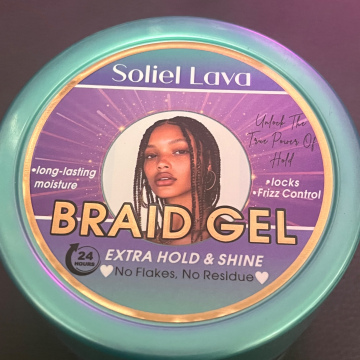 Soliel Lava
Unlock The
True Power Of
Hold
•long-lasting
moisture
•locks
•Frizz Control
BRAID GEL
24
HOURS
EXTRA HOLD & SHINE
No Flakes, No Residue